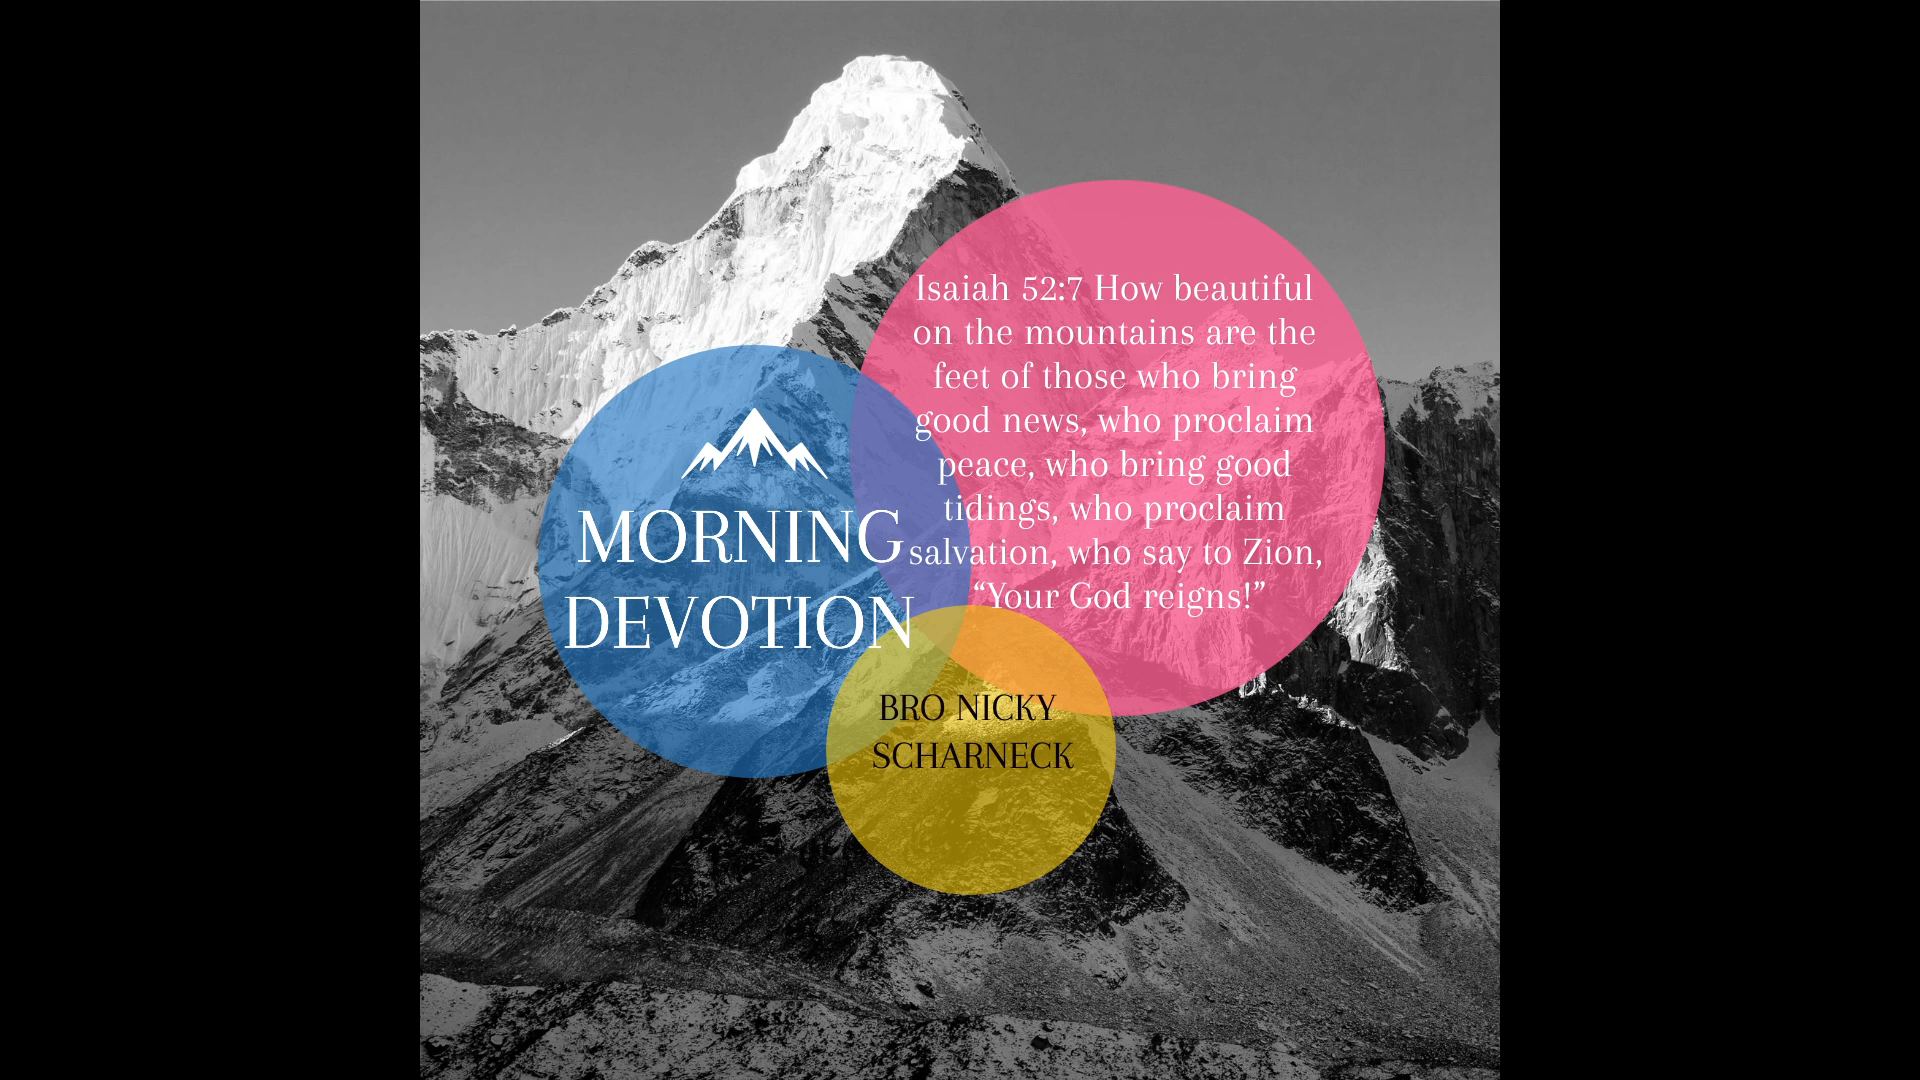 MORNING
DEVOTION
Isaiah 52:7 How beautiful
on the mountains are the
feet of those who bring
good news, who proclaim
peace, who bring good
tidings, who proclaim
salvation, who say to Zion,
“Your God reigns!”
BRO NICKY
SCHARNECK